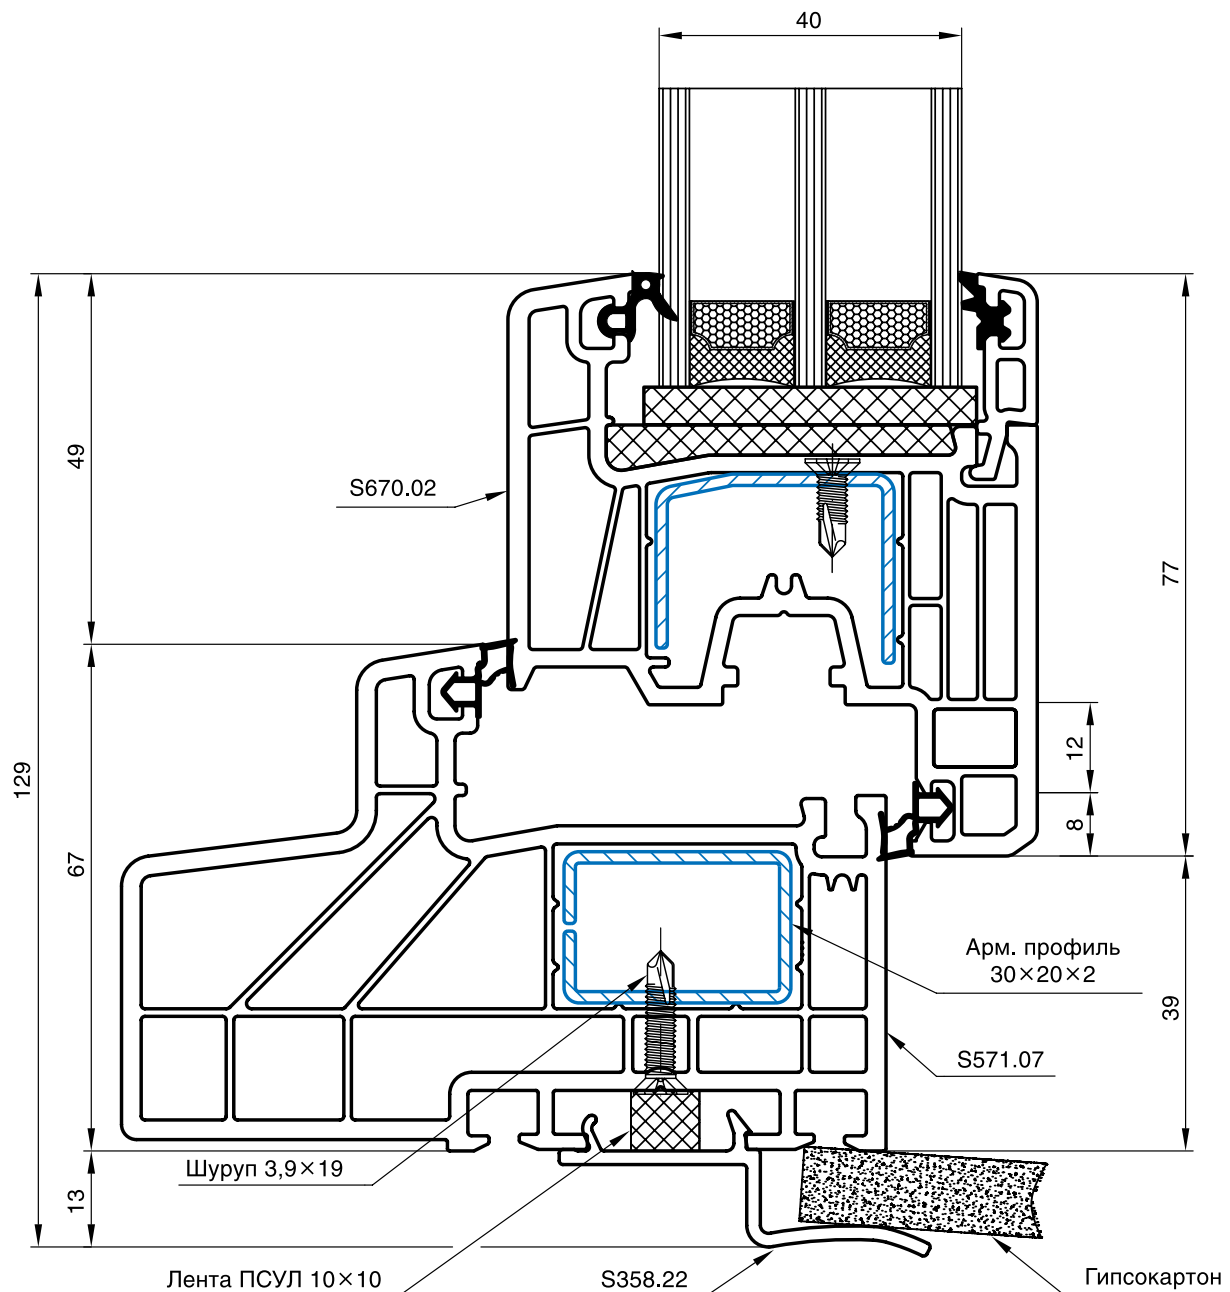 40
49
S670.02
77
129
12
8
67
Арм. профиль
30×20×2
39
S571.07
Шуруп 3,9×19
13
Лента ПСУЛ 10×10
S358.22
Гипсокартон